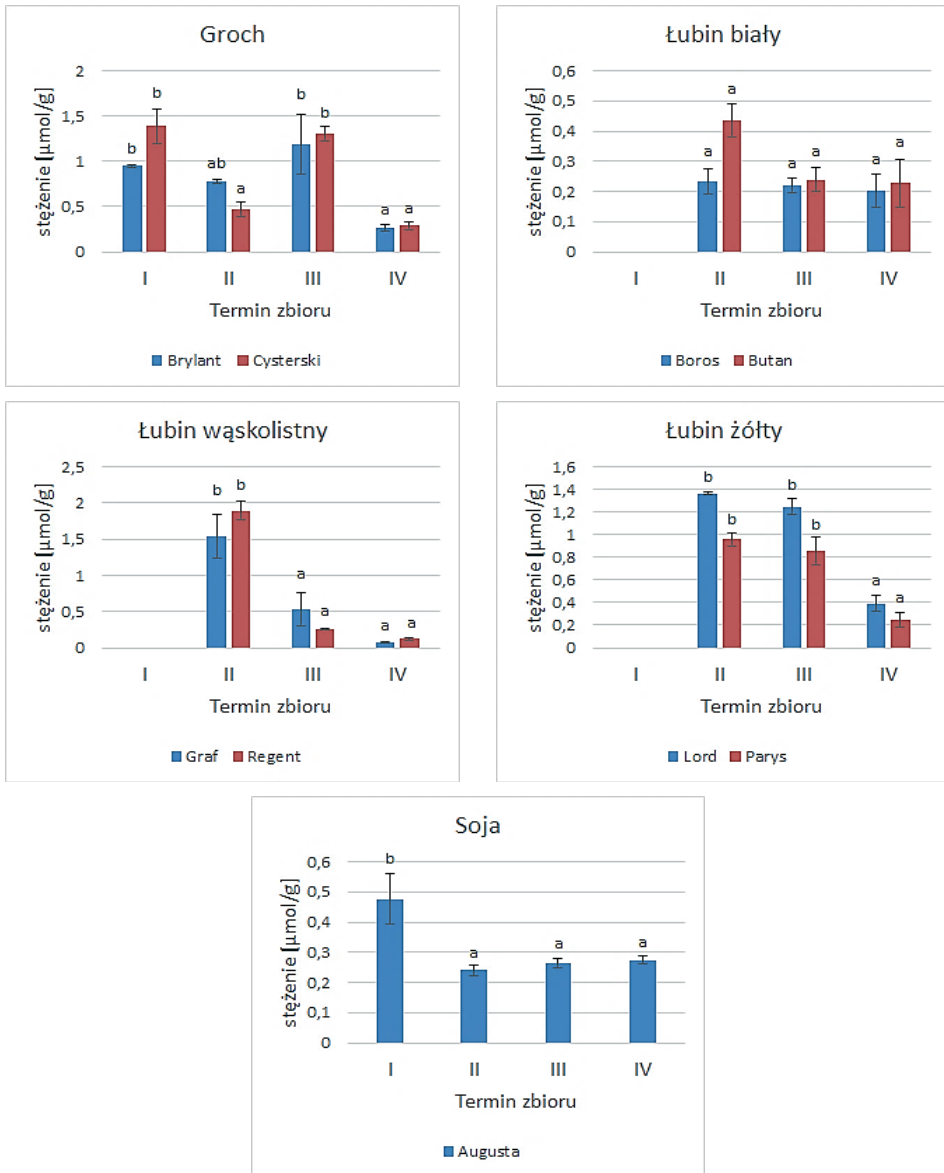 Groch
stężenie [µmol/g]
2
1,5
1
0,5
0
b
b
ab
a
b
b
a
a
I II III IV
Termin zbioru
Brylant Cysterski
Łubin biały
stężenie [µmol/g]
0,6
0,5
0,4
0,3
0,2
0,1
0
a
a
a
a
a
a
I II III IV
Termin zbioru
Boros Butan
Łubin wąskolistny
stężenie [µmol/g]
2,5
2
1,5
1
0,5
0
b
b
a
a
a
a
I II III IV
Termin zbioru
Graf Regent
Łubin żółty
stężenie [µmol/g]
1,6
1,4
1,2
1
0,8
0,6
0,4
0,2
0
b
b
b
b
a
a
I II III IV
Termin zbioru
Lord Parys
Soja
stężenie [µmol/g]
0,6
0,5
0,4
0,3
0,2
0,1
0
b
a
a
a
I II III IV
Termin zbioru
Augusta